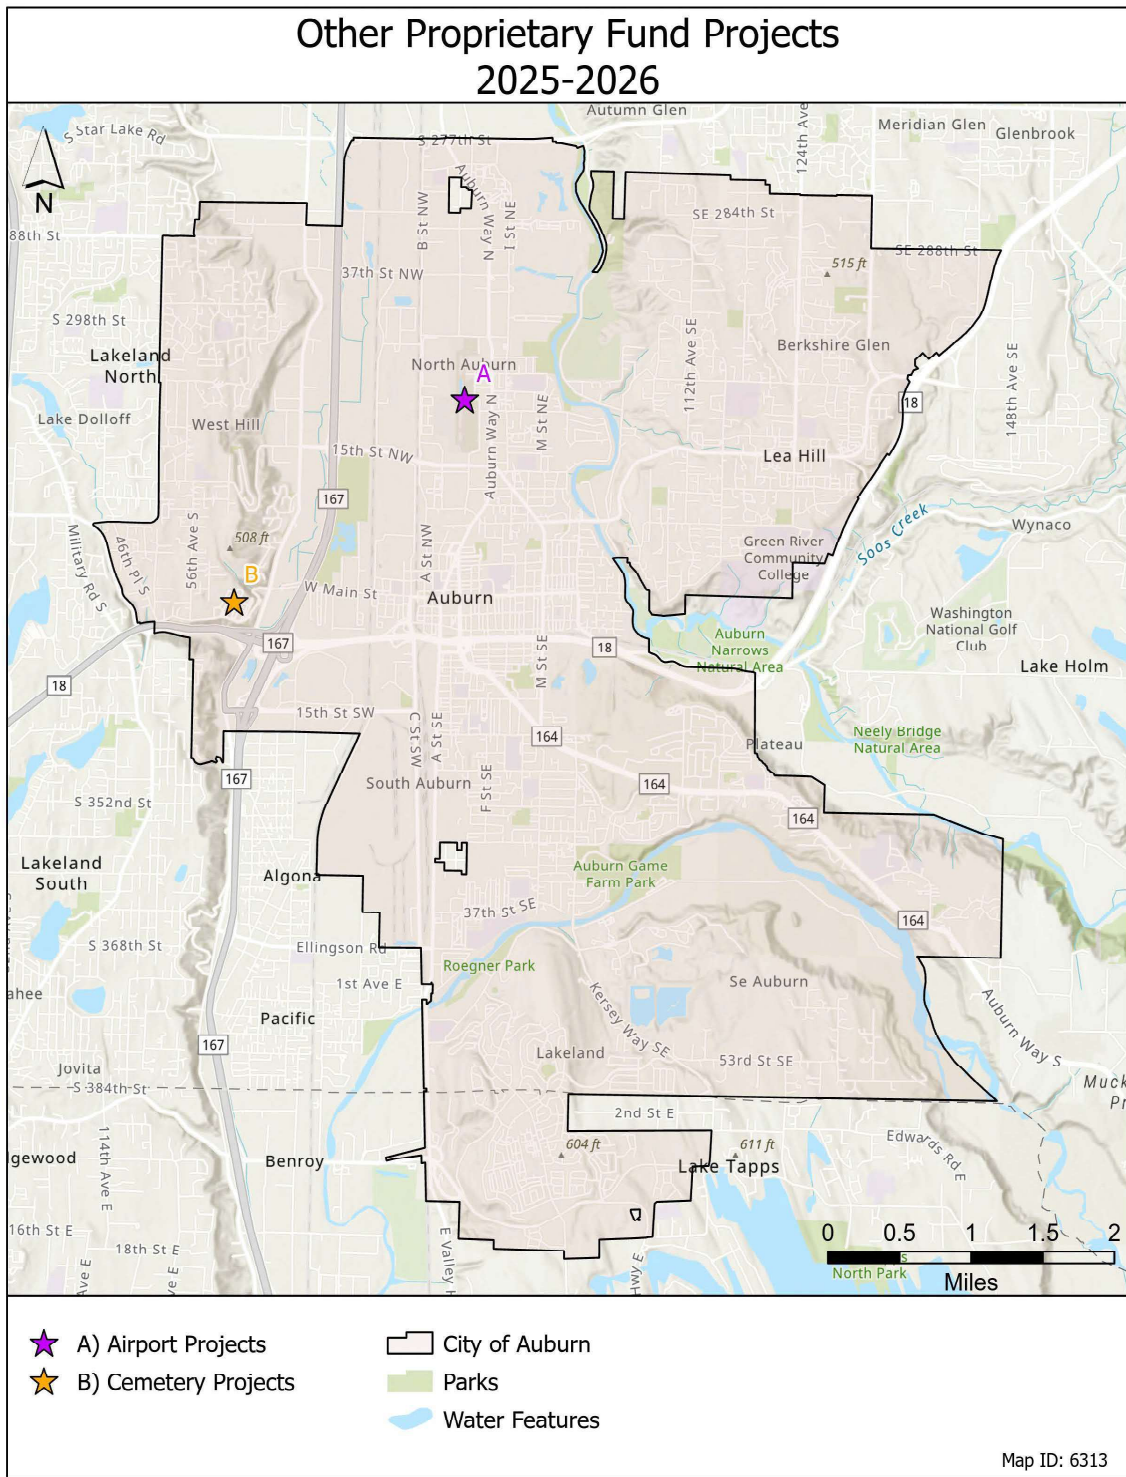 Other Proprietary Fund Projects
2025-2026
Autumn Glen
Meridian Glen
Glenbrook
S Star Lake Rd
S 277th St
124th Ave
N
Auburn Way N
B St NW
I St NE
SE 284th St
88th St
SE 288th St
515 ft
37th St NW
S 298th St
112th Ave SE
Berkshire Glen
148th Ave SE
Lakeland
North
North Auburn
A
18
Lake Dolloff
West Hill
M St NE
Auburn Way N
15th St NW
Lea Hill
167
Soos Creek
Wynaco
Military Rd S
46th Pl S
56th Ave S
508 ft
A St NW
Green River
Community
College
B
W Main St
Auburn
Washington
National Golf
Club
Auburn
Narrows
Natural Area
167
M St SE
18
Lake Holm
18
15th St SW
C St SW
A St SE
164
Plateau
Neely Bridge
Natural Area
167
South Auburn
F St SE
164
S 352nd St
164
Lakeland
South
Algona
Auburn Game
Farm Park
37th St SE
164
S 368th St
Ellingson Rd
Roegner Park
1st Ave E
Se Auburn
ahee
Kersey Way SE
Auburn Way S
Pacific
167
Lakeland
53rd St SE
Jovita
S 384th St
Muck
Pr
2nd St E
114th Ave E
604 ft
611 ft
Edwards Rd E
dgewood
Benroy
Lake Tapps
16th St E
18th St E
E Valley H
Hwy E
Ave E
ve E
0 0.5 1 1.5 2
s
North Park
Miles
A) Airport Projects
B) Cemetery Projects
City of Auburn
Parks
Water Features
Map ID: 6313